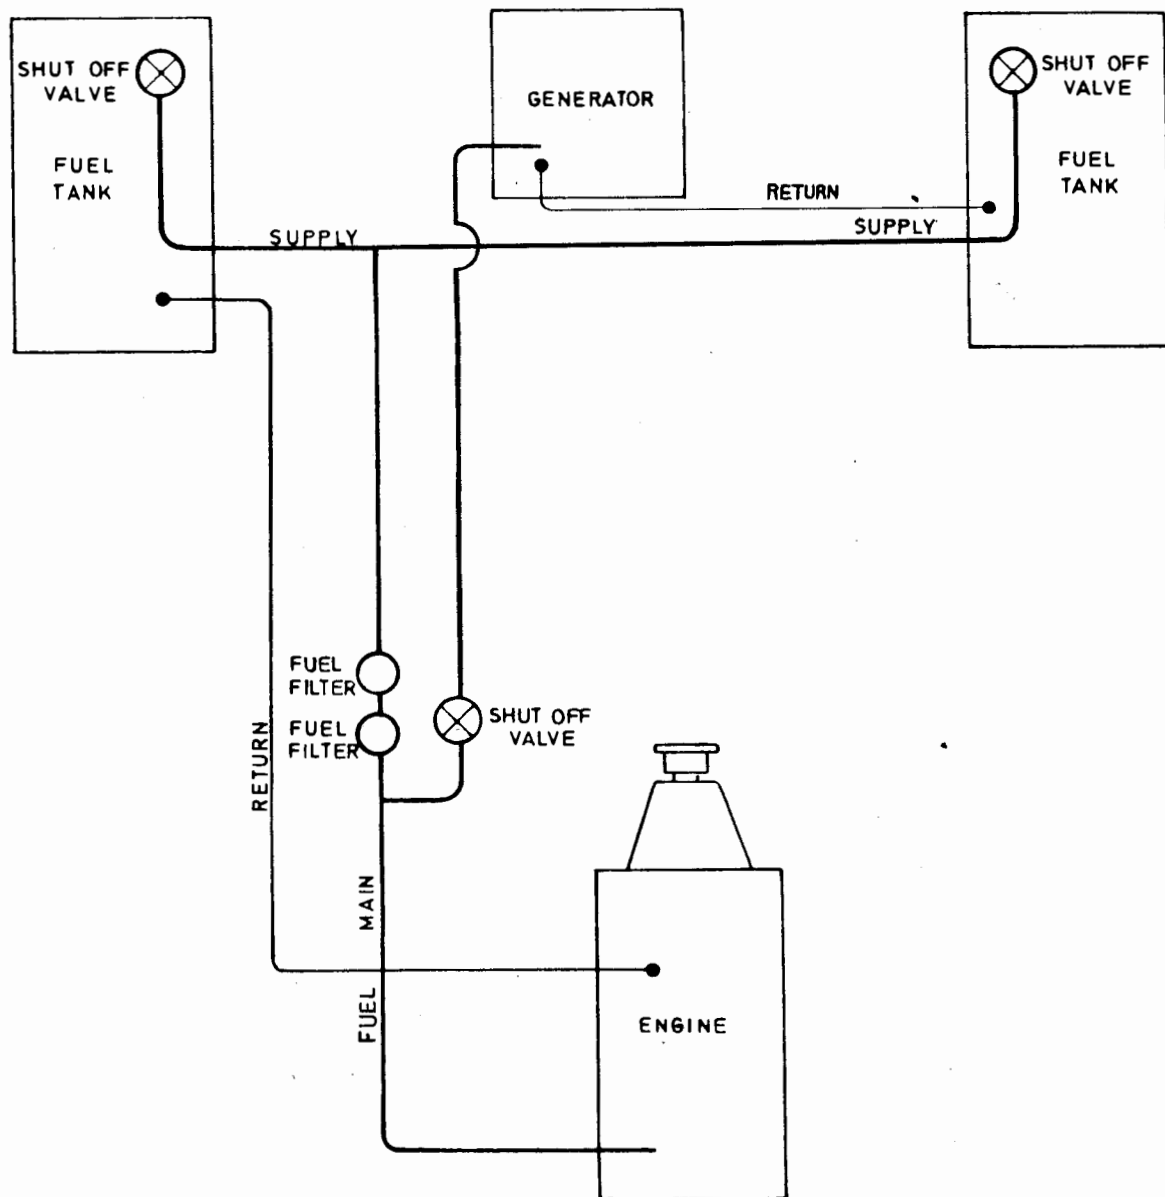 SHUT OFF
VALVE
FUEL
TANK
GENERATOR
SHUT OFF
VALVE
FUEL
TANK
RETURN
SUPPLY
SUPPLY
FUEL
FILTER
FUEL
FILTER
SHUT OFF
VALVE
RETURN
FUEL MAIN
ENGINE